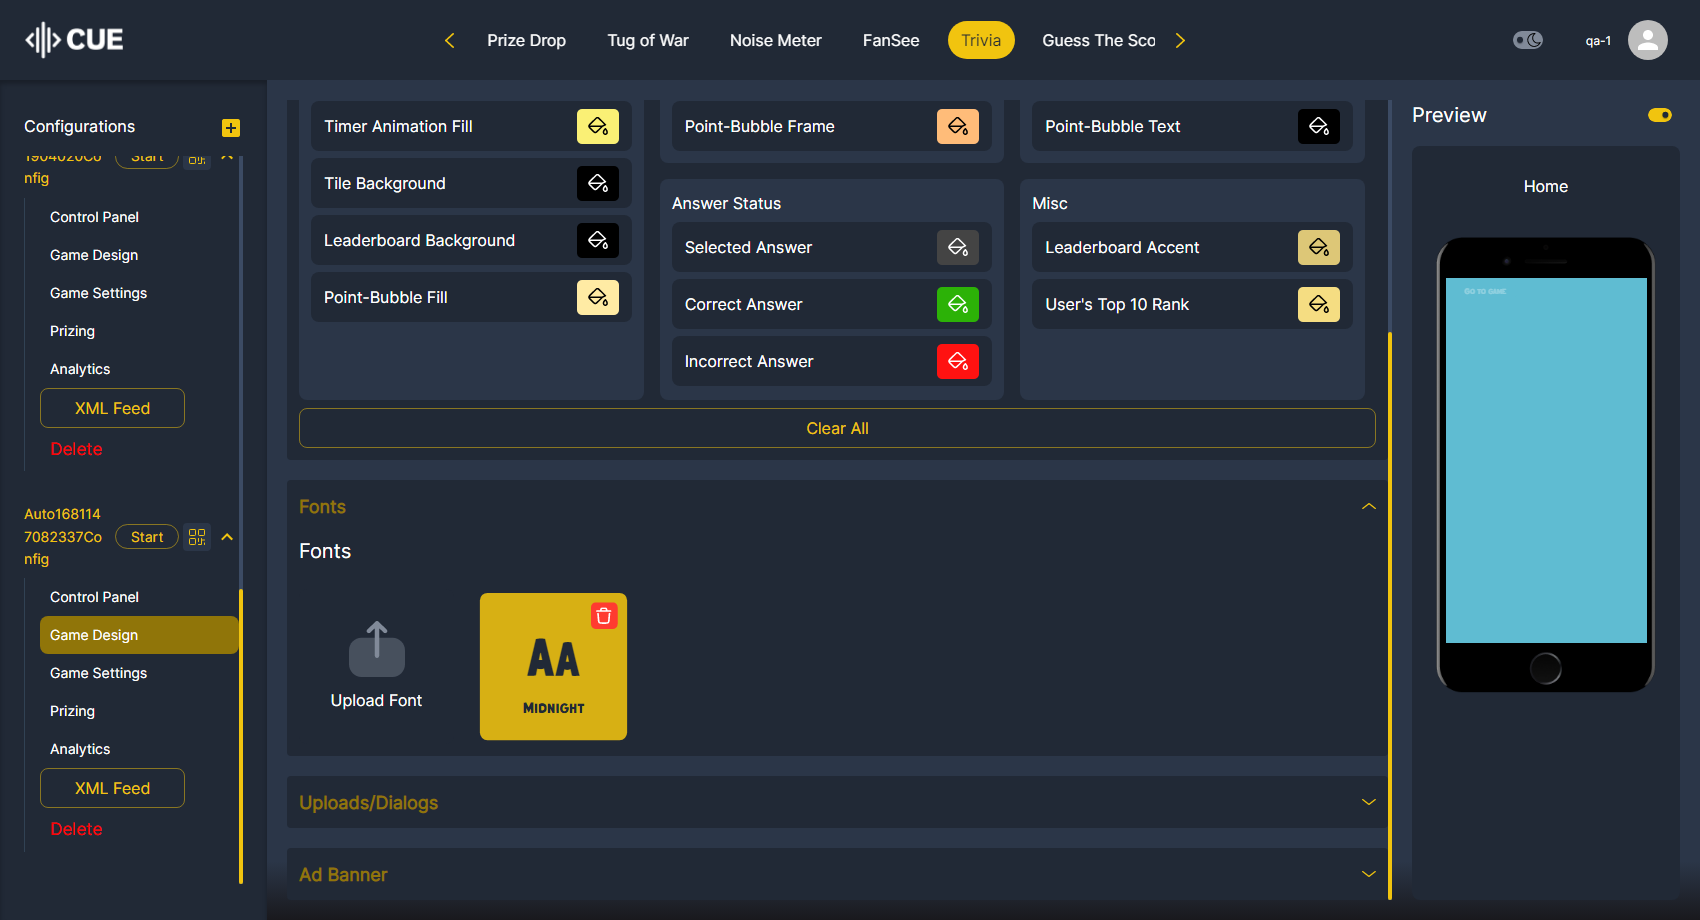 CUE
Prize Drop
Tug of War
Noise Meter
FanSee
Trivia
Guess The Sco
qa-1
Configurations
1904020Co
nfig
Start
Control Panel
Game Design
Game Settings
Prizing
Analytics
XML Feed
Delete
Auto168114
7082337Co
nfig
Start
Control Panel
Game Design
Game Settings
Prizing
Analytics
XML Feed
Delete
Timer Animation Fill
Tile Background
Leaderboard Background
Point-Bubble Fill
Point-Bubble Frame
Point-Bubble Text
Answer Status
Selected Answer
Correct Answer
Incorrect Answer
Misc
Leaderboard Accent
User's Top 10 Rank
Clear All
Fonts
Fonts
Upload Font
AA
MIDNIGHT
Uploads/Dialogs
Ad Banner
Preview
Home
GO TO GAME